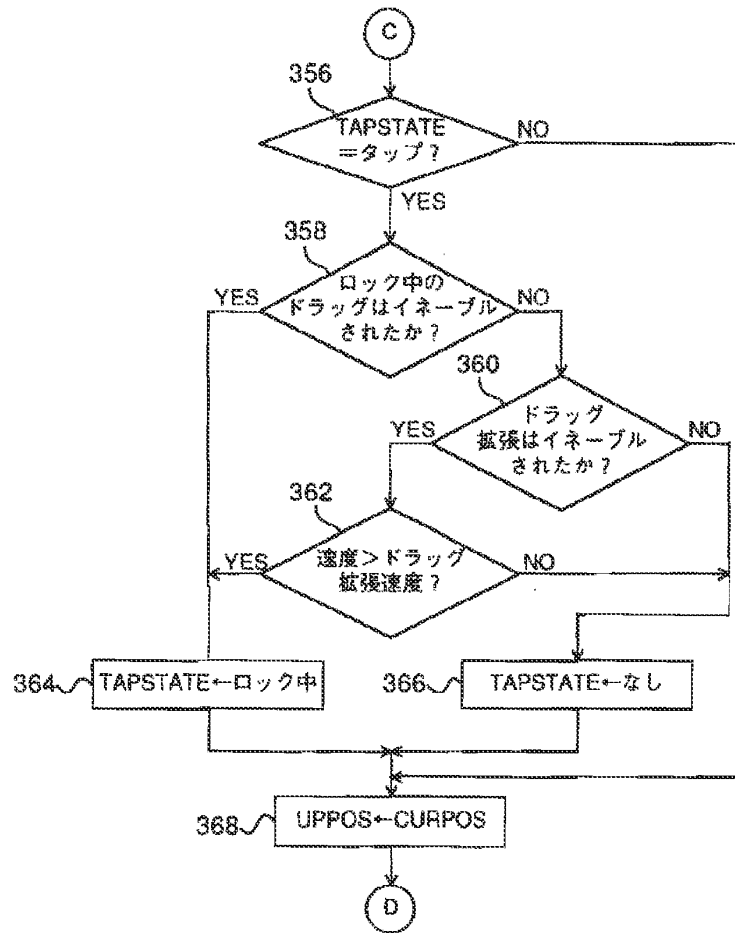 C
356
TAPSTATE
=タップ?
NO
YES
358
ロック中の
ドラッグはイネーブル
されたか?
YES
NO
360
ドラッグ
拡張はイネーブル
されたか?
YES
NO
362
速度>ドラッグ
拡張速度?
YES
NO
364
TAPSTATE←ロック中
366
TAPSTATE←なし
368
UPPOS←CURPOS
D